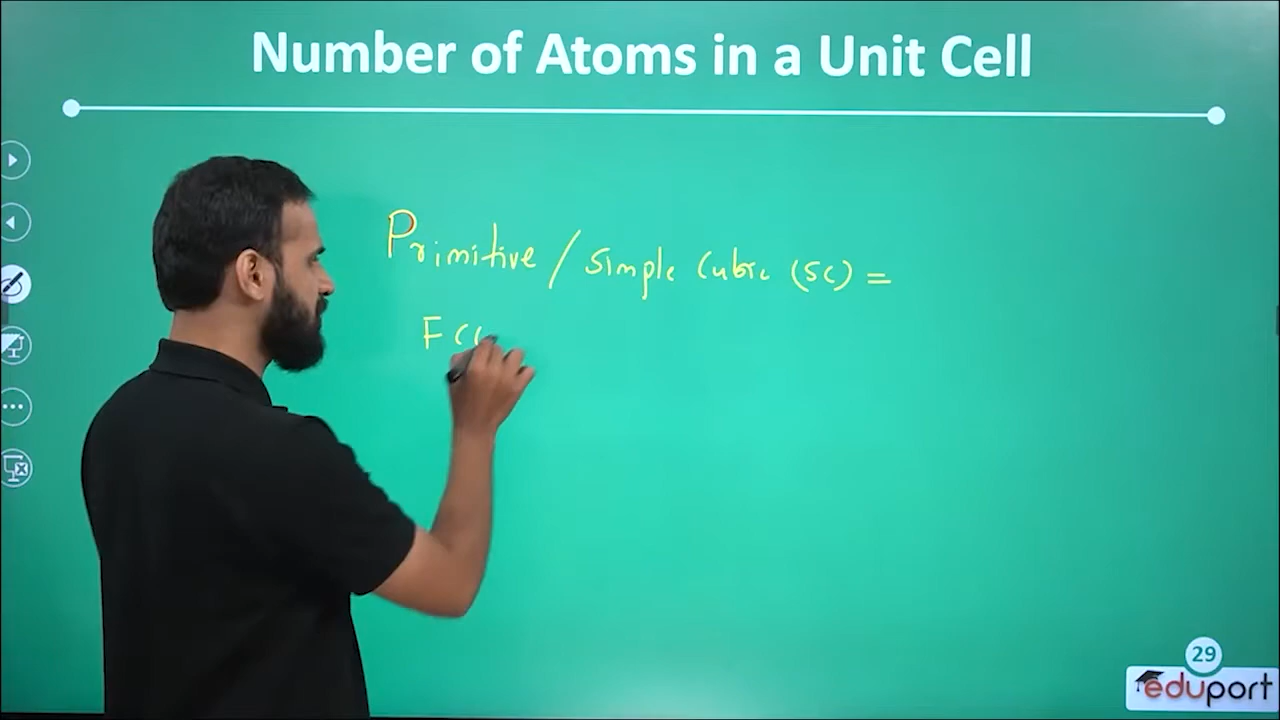 Number of Atoms in a Unit Cell
Primitive / Simple Cubic (SC) =
FCC
29
eduport